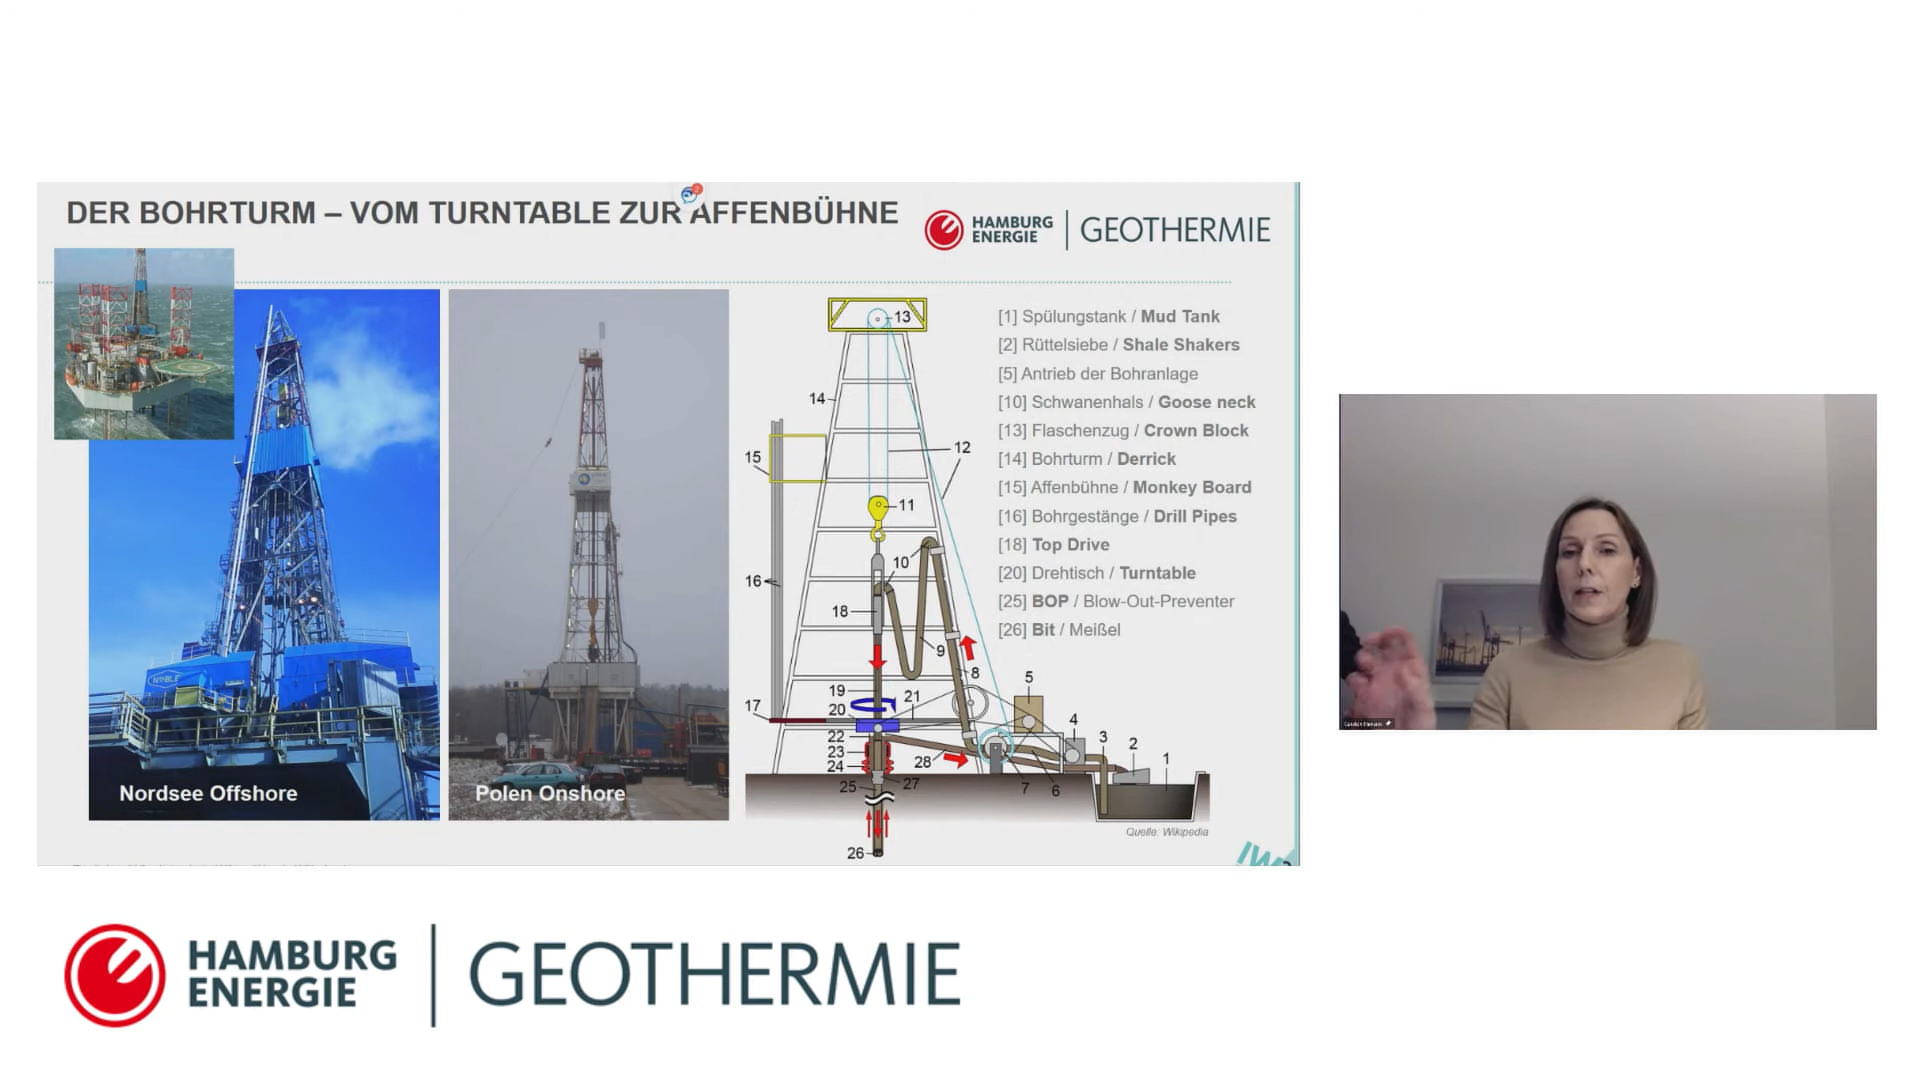 DER BOHRTURM – VOM TURNTABLE ZUR AFFENBÜHNE
HAMBURG
ENERGIE
GEOTHERMIE
NOBLE
Nordsee Offshore
Polen Onshore
13
14
12
15
11
10
16
18
9
8
19
21
5
17
20
4
22
3
23
2
24
28
1
25
27
7
6
26
[1] Spülungstank / Mud Tank
[2] Rüttelsiebe / Shale Shakers
[5] Antrieb der Bohranlage
[10] Schwanenhals / Goose neck
[13] Flaschenzug / Crown Block
[14] Bohrturm / Derrick
[15] Affenbühne / Monkey Board
[16] Bohrgestänge / Drill Pipes
[18] Top Drive
[20] Drehtisch / Turntable
[25] BOP / Blow-Out-Preventer
[26] Bit / Meißel
Quelle: Wikipedia
HAMBURG
ENERGIE
GEOTHERMIE